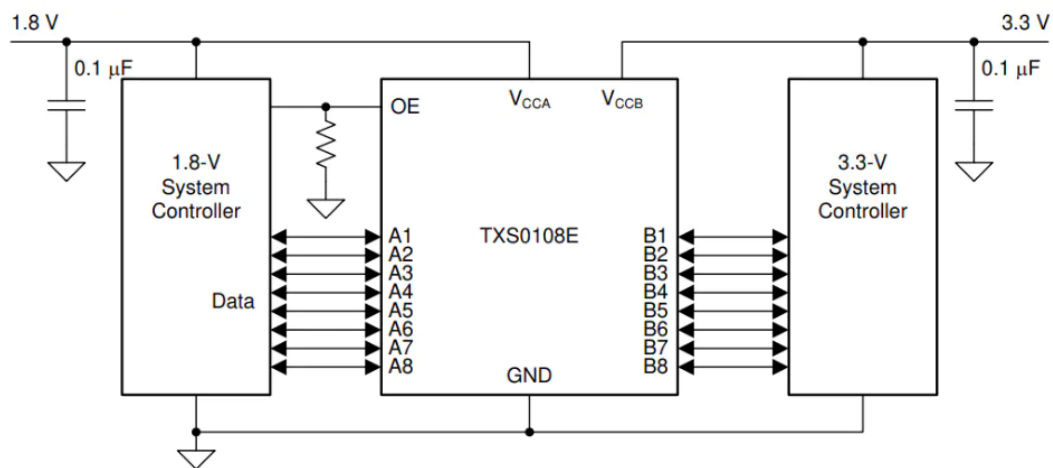 1.8 V
3.3 V
0.1 μF
0.1 μF
OE
V_CCA
V_CCB
1.8-V
System
Controller
3.3-V
System
Controller
TXS0108E
Data
A1
A2
A3
A4
A5
A6
A7
A8
B1
B2
B3
B4
B5
B6
B7
B8
GND